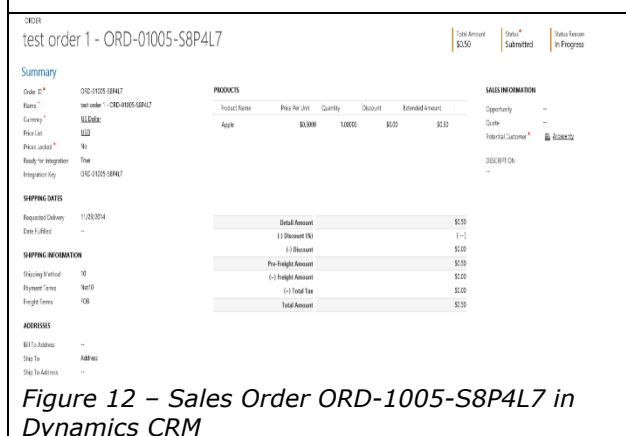 ORDER
test order 1 - ORD-01005-S8P4L7
Total Amount
$0.50
Status*
Submitted
Status Reason
In Progress
Summary
Order ID * ORD-01005-S8P4L7
Name * test order 1 - ORD-01005-S8P4L7
Currency * US Dollar
Price List USD
Prices Locked * No
Ready for Integration True
Integration Key ORD-01005-S8P4L7
PRODUCTS
Product Name Price Per Unit Quantity Discount Extended Amount
Apple $0.5000 1.00000 $0.00 $0.50
SALES INFORMATION
Opportunity --
Quote --
Potential Customer *
DESCRIPTION
--
SHIPPING DATES
Requested Delivery 11/28/2014
Date Fulfilled --
SHIPPING INFORMATION
Shipping Method 10
Payment Terms Net10
Freight Terms FOB
Detail Amount $0.50
(-) Discount (%) [ -- ]
(-) Discount $0.00
Pre-Freight Amount $0.50
(+) Freight Amount $0.00
(+) Total Tax $0.00
Total Amount $0.50
ADDRESSES
Bill To Address --
Ship To Address
Ship To Address --
Figure 12 – Sales Order ORD-1005-S8P4L7 in
Dynamics CRM